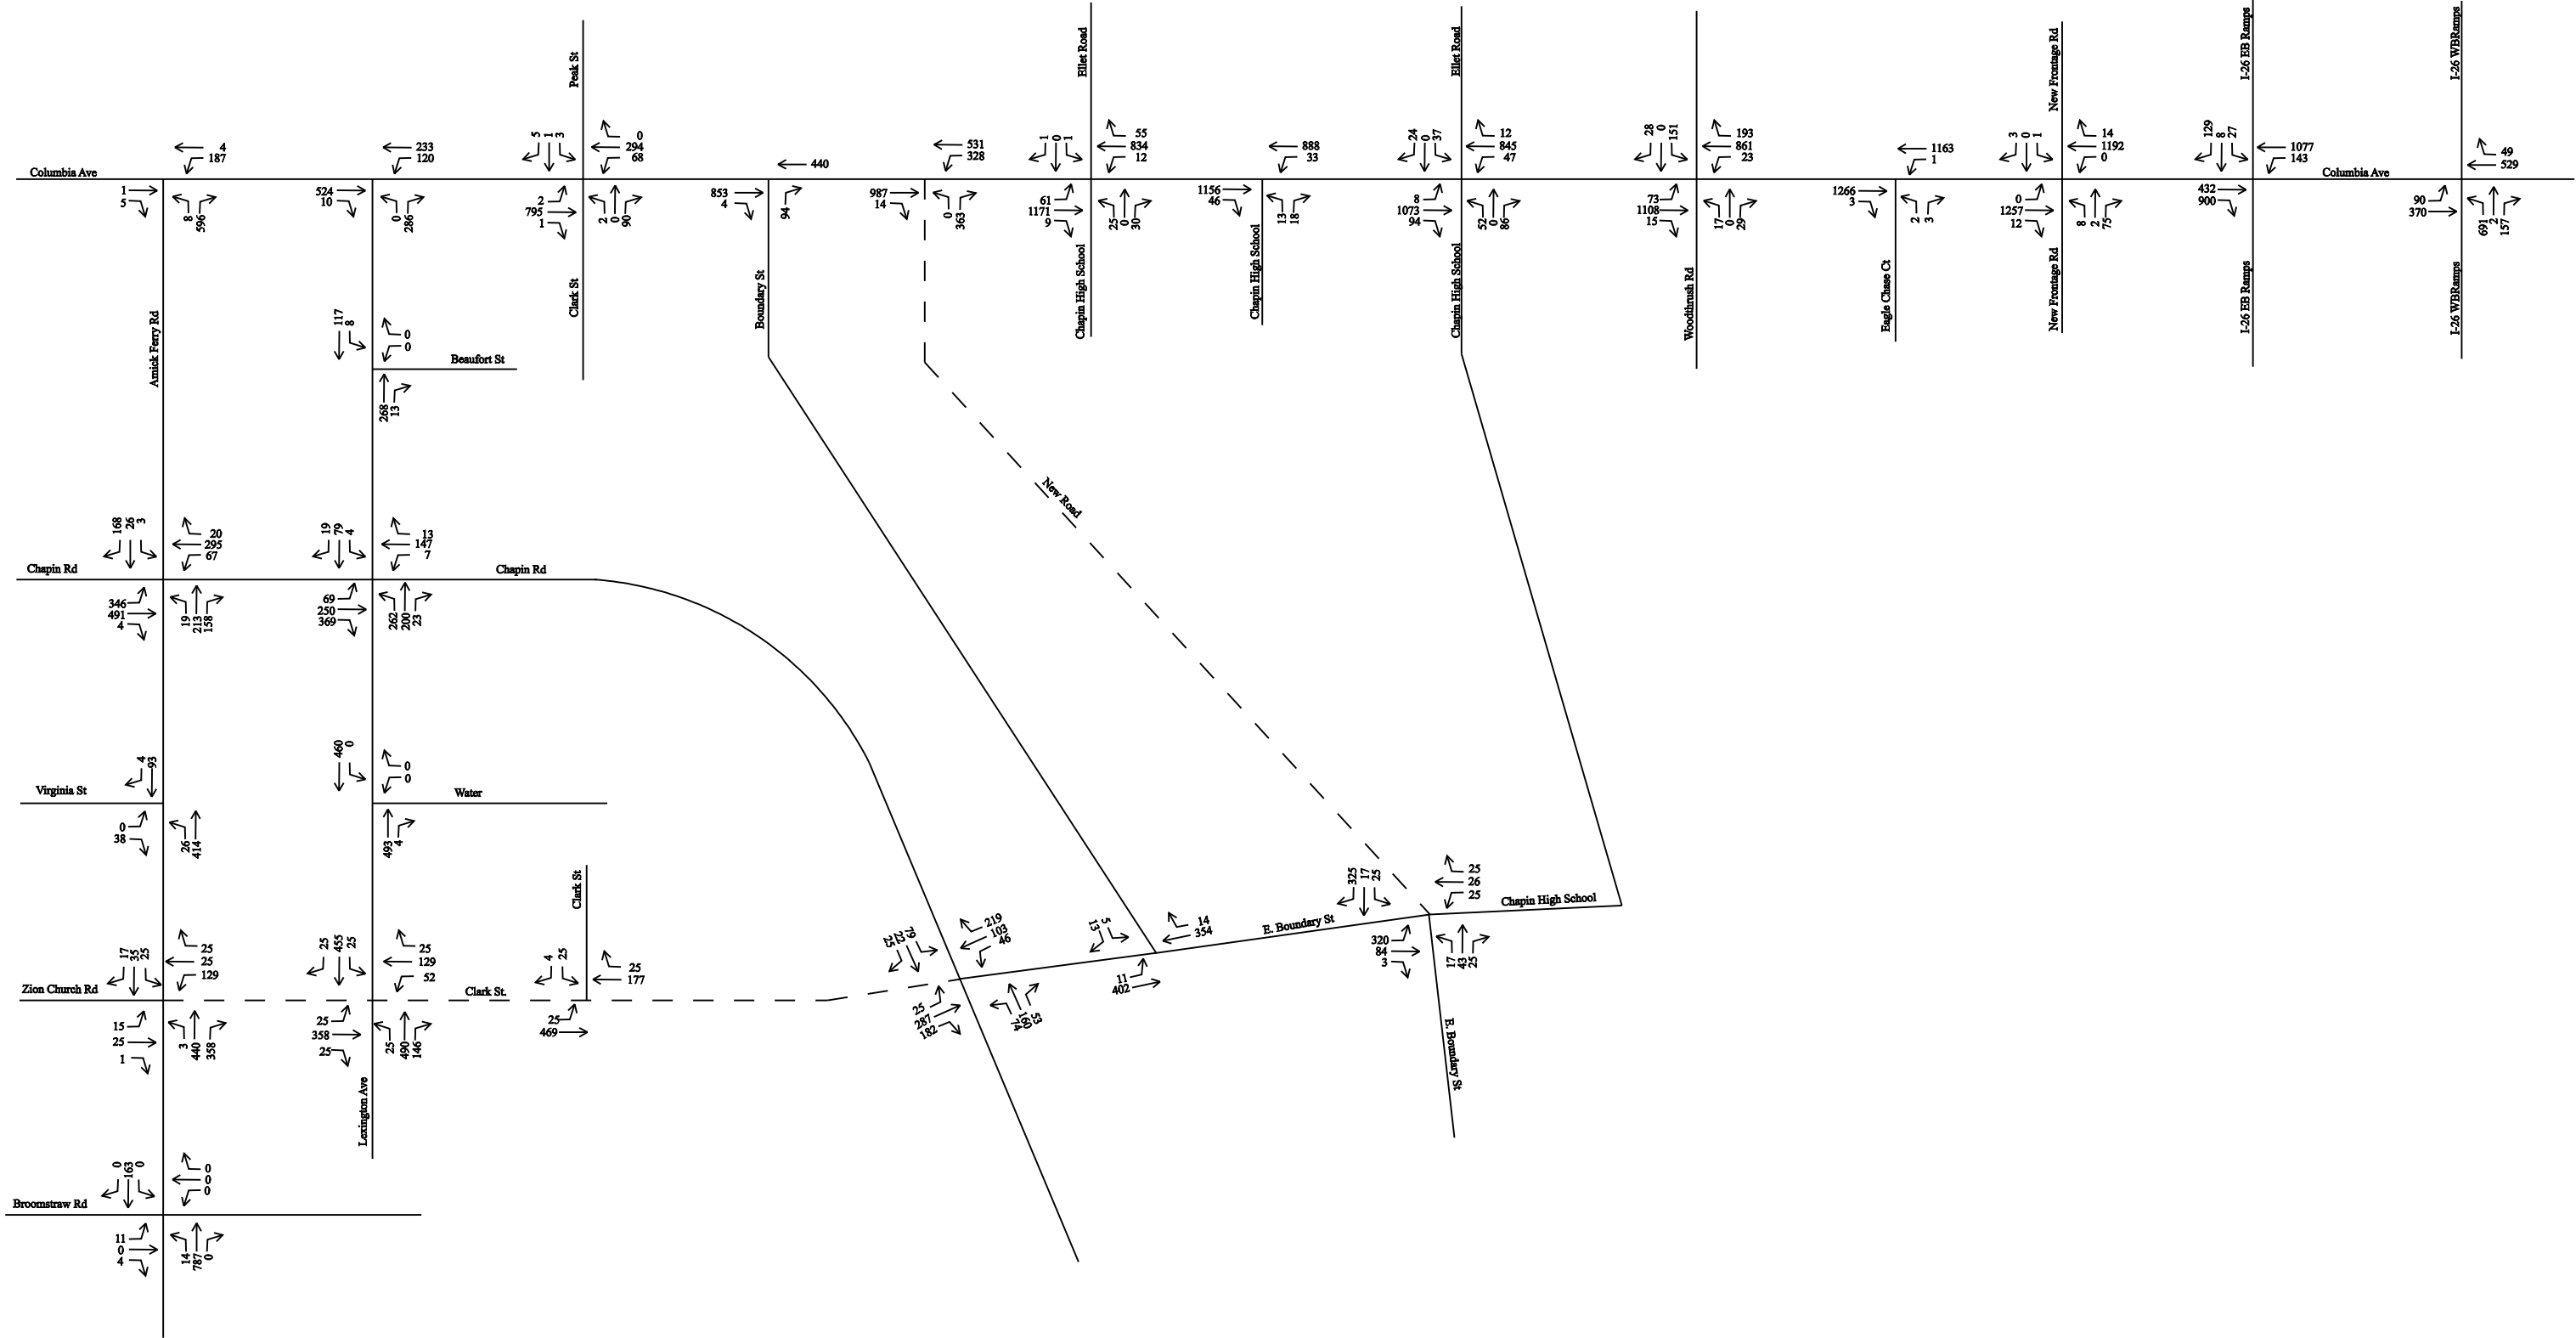 Peak St
Ellet Road
Ellet Road
New Frontage Rd
I-26 EB Ramps
I-26 WBRamps
Columbia Ave
4
187
233
120
5 1 3
0
294
68
440
531
328
1 0 1
55
834
12
888
33
24 0 37
12
845
47
28 0 151
193
861
23
1163
1
3 0 1
14
1192
0
129 8 27
1077
143
Columbia Ave
49
529
1
5
8 596
524
10
0 286
2
795
1
2 0 90
853
4
94
987
14
0 363
61
1171
9
25 0 30
1156
46
13 18
8
1073
94
52 0 86
73
1108
15
17 0 29
1266
3
2 3
0
1257
12
8 2 75
432
900
90
370
691 2 157
Amick Ferry Rd
Clark St
Boundary St
Chapin High School
Chapin High School
Chapin High School
Woodthrush Rd
Eagle Chase Ct
New Frontage Rd
I-26 EB Ramps
I-26 WBRamps
117 8
0
0
Beaufort St
268 13
New Road
168 26 3
20
295
67
19 79 4
13
147
7
Chapin Rd
Chapin Rd
346
491
4
19 213 158
69
250
369
262 200 23
4 93
460 0
0
0
Virginia St
Water
0
38
26 414
493 4
Clark St
325 17 25
25
26
25
Chapin High School
17 35 25
25
25
129
25 455 25
25
129
52
4 25
25
177
25 22 79
219
103
46
13 5
14
354
E. Boundary St
Zion Church Rd
Clark St.
15
25
1
3 440 358
25
358
25
25 490 146
25
469
25
287
182
74 160 53
11
402
320
84
3
17 43 25
Lexington Ave
E. Boundary St
0 163 0
0
0
0
Broomstraw Rd
11
0
4
14 787 0